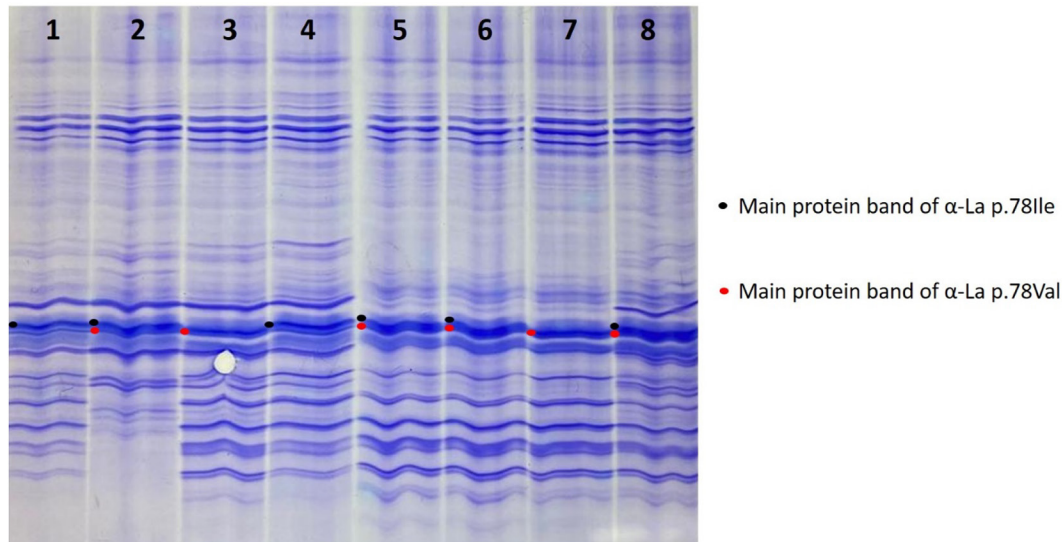 1 2 3 4 5 6 7 8
Main protein band of α-La p.78Ile
Main protein band of α-La p.78Val